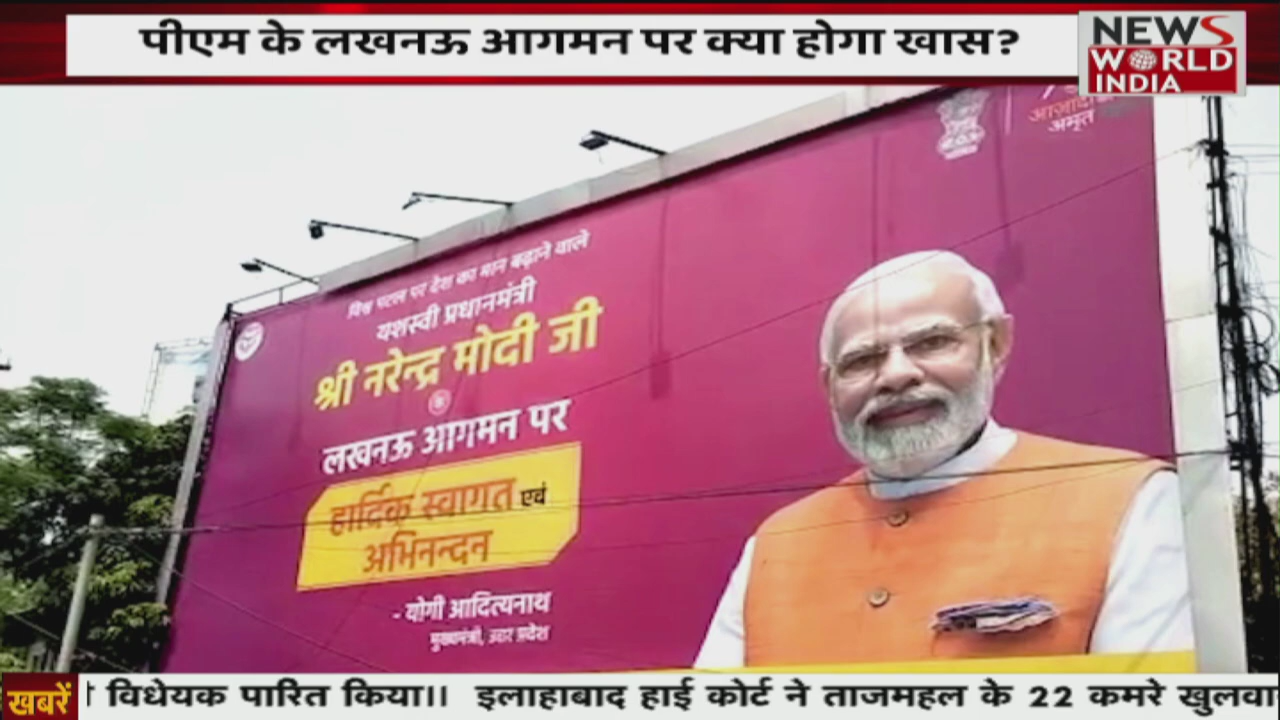 पीएम के लखनऊ आगमन पर क्या होगा खास?
NEWS
WORLD
INDIA
आज़ादी का
अमृत
विश्व पटल पर देश का मान बढ़ाने वाले
यशस्वी प्रधानमंत्री
श्री नरेन्द्र मोदी जी
के
लखनऊ आगमन पर
हार्दिक स्वागत एवं
अभिनन्दन
- योगी आदित्यनाथ
मुख्यमंत्री, उत्तर प्रदेश
खबरें
विधेयक पारित किया।। इलाहाबाद हाई कोर्ट ने ताजमहल के 22 कमरे खुलवा